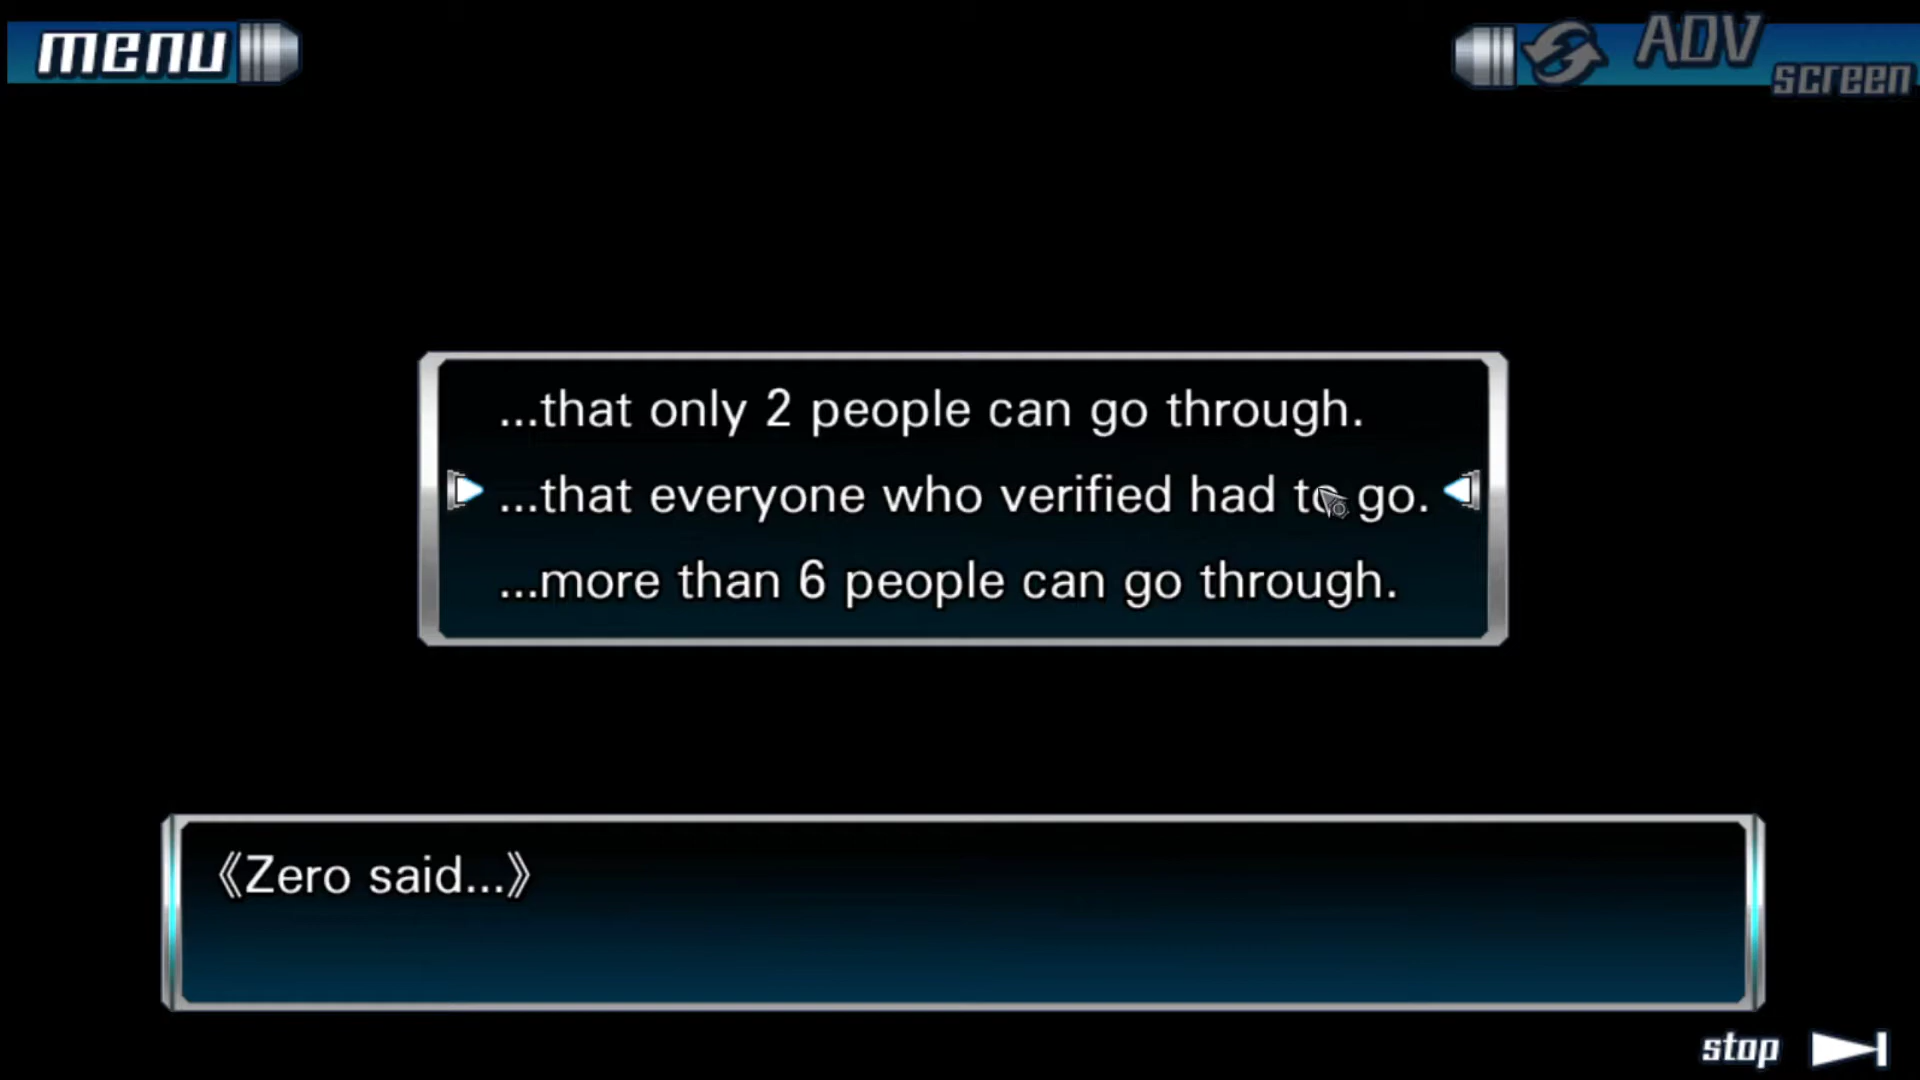 menu
ADV
screen
...that only 2 people can go through.
...that everyone who verified had to go.
...more than 6 people can go through.
《Zero said...》
stop